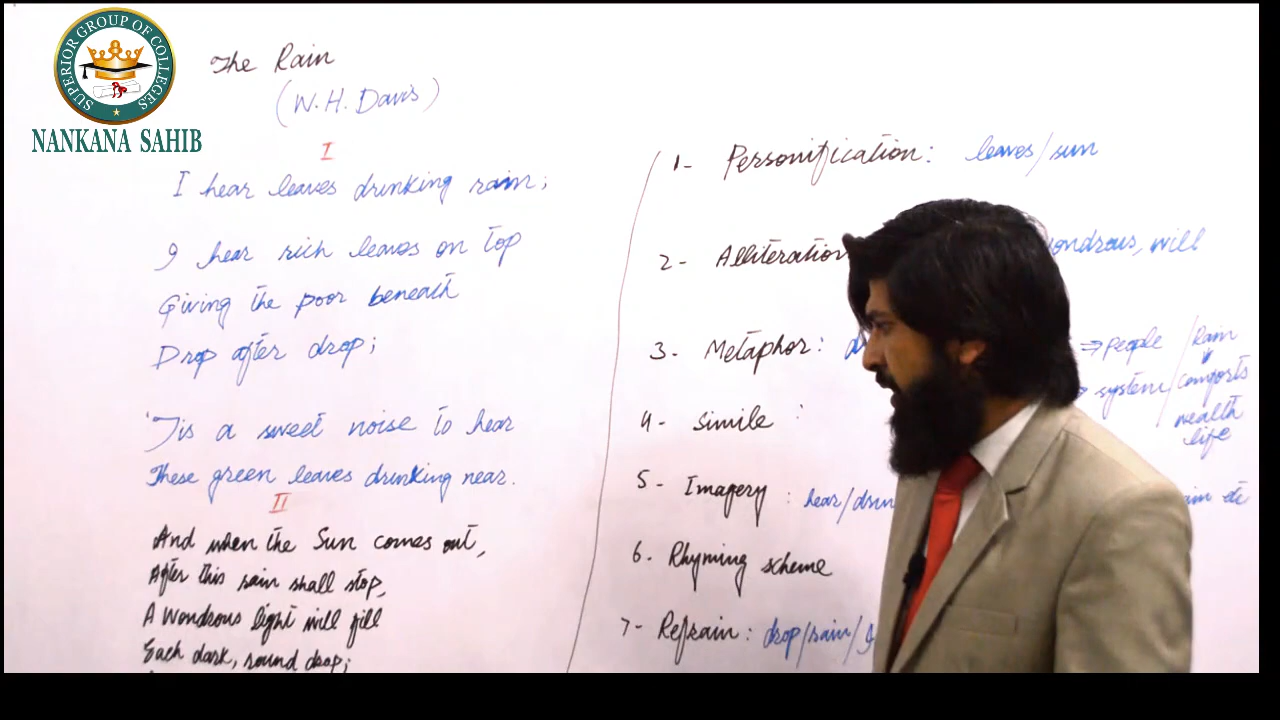 SUPERIOR GROUP OF COLLEGES
NANKANA SAHIB
The Rain
(W.H. Davis)
I
I hear leaves drinking rain;
I hear rich leaves on top
Giving the poor beneath
Drop after drop;
'Tis a sweet noise to hear
These green leaves drinking near.
II
And when the Sun comes out,
After this rain shall stop,
A Wondrous light will fill
Each dark, round drop;
1- Personification: leaves/sun
2- Alliteration wondrous, will
3- Metaphor: ⇒ people / Rain
system / comforts
wealth
life
4- Simile :
5- Imagery : hear/drin etc
6. Rhyming scheme
7- Refrain: drop/rain/I